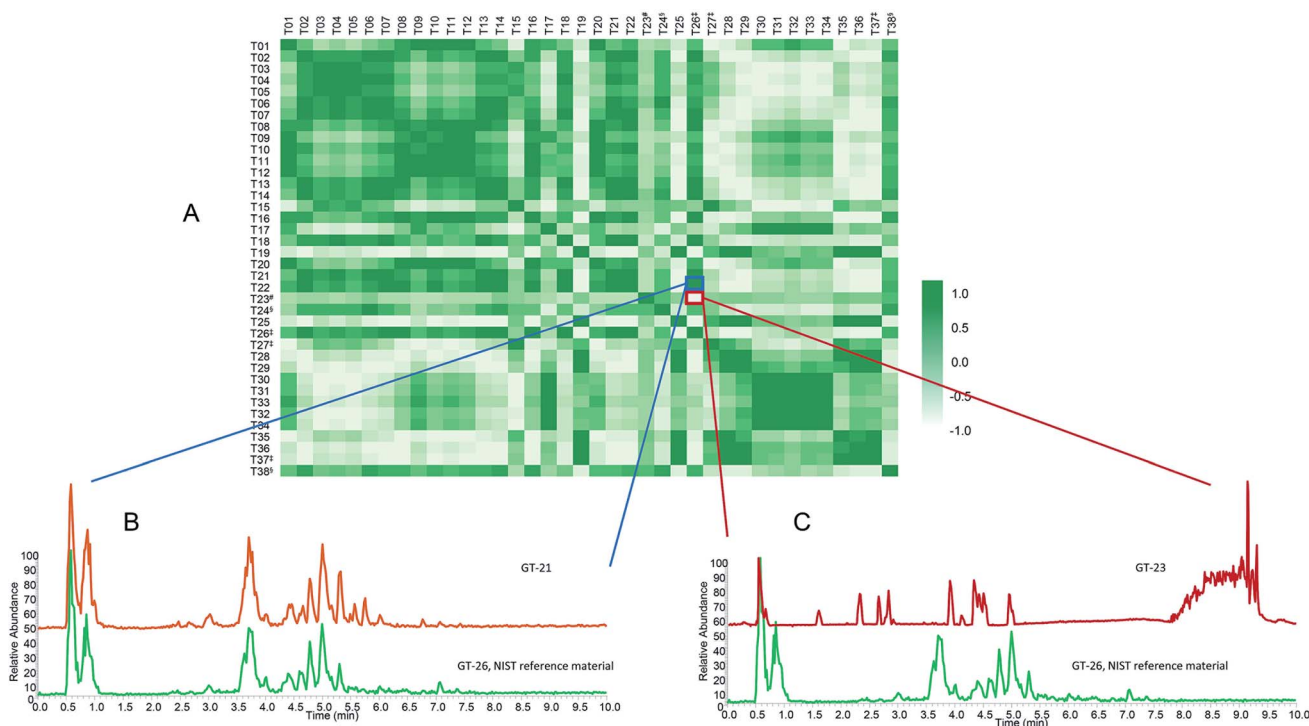 T01 T02 T03 T04 T05 T06 T07 T08 T09 T10 T11 T12 T13 T14 T15 T16 T17 T18 T19 T20 T21 T22 T23# T24§ T25 T26‡ T27‡ T28 T29 T30 T31 T32 T33 T34 T35 T36 T37‡ T38§
T01
T02
T03
T04
T05
T06
T07
T08
T09
T10
T11
T12
T13
T14
T15
T16
T17
T18
T19
T20
T21
T22
T23#
T24§
T25
T26‡
T27‡
T28
T29
T30
T31
T33
T32
T34
T35
T36
T37‡
T38§
A
1.0
0.5
0.0
-0.5
-1.0
B
GT-21
GT-26, NIST reference material
Relative Abundance
100
90
80
70
60
50
40
30
20
10
0
0.0 0.5 1.0 1.5 2.0 2.5 3.0 3.5 4.0 4.5 5.0 5.5 6.0 6.5 7.0 7.5 8.0 8.5 9.0 9.5 10.0
Time (min)
C
GT-23
GT-26, NIST reference material
Relative Abundance
100
90
80
70
60
50
40
30
20
10
0
0.0 0.5 1.0 1.5 2.0 2.5 3.0 3.5 4.0 4.5 5.0 5.5 6.0 6.5 7.0 7.5 8.0 8.5 9.0 9.5 10.0
Time (min)